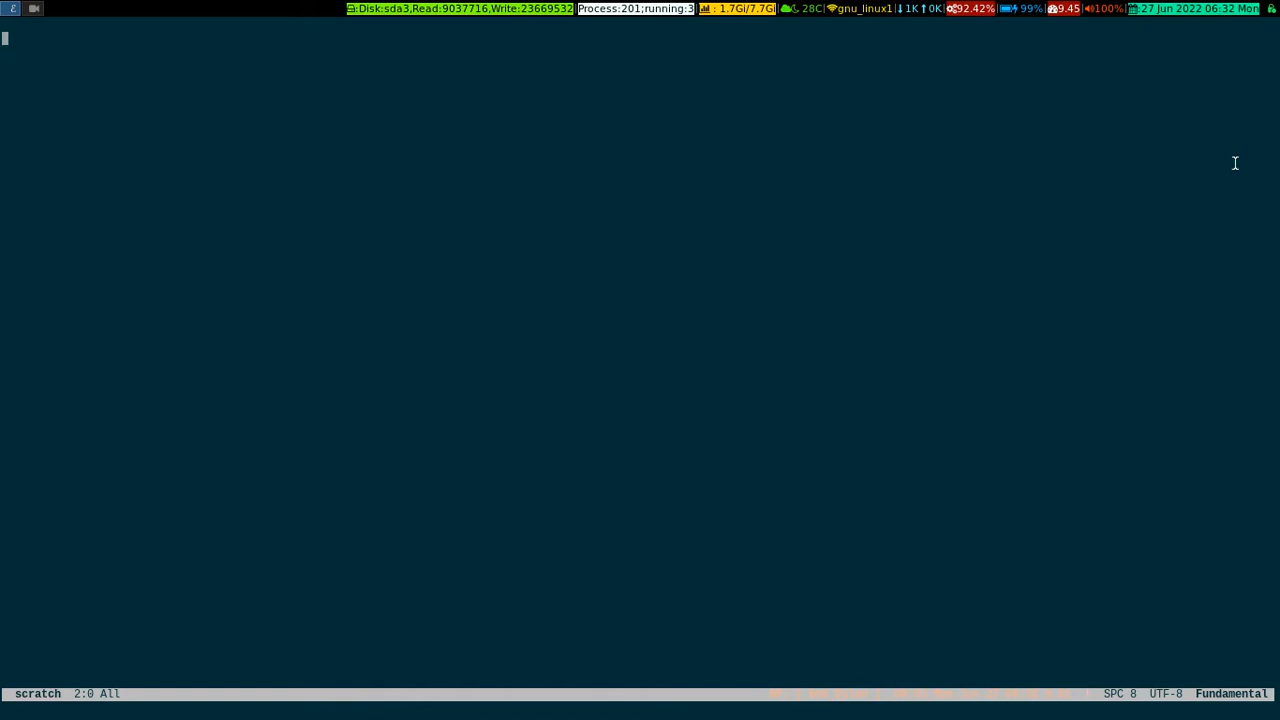 ε Disk:sda3,Read:9037716,Write:23669532 Process:201;running:3 : 1.7Gi/7.7Gi 28C gnu_linux1 1K 0K 92.42% 99% 9.45 100% :27 Jun 2022 06:32 Mon
scratch 2:0 All SPC 8 UTF-8 Fundamental